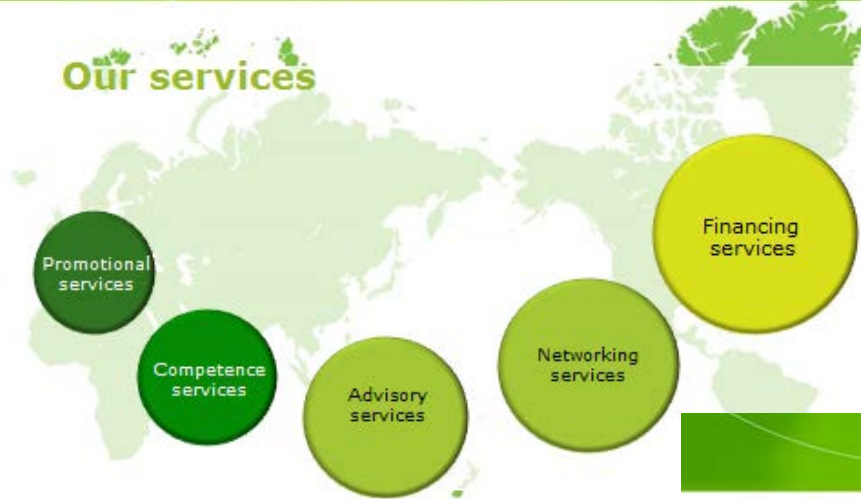 Our services
Promotional
services
Competence
services
Advisory
services
Networking
services
Financing
services